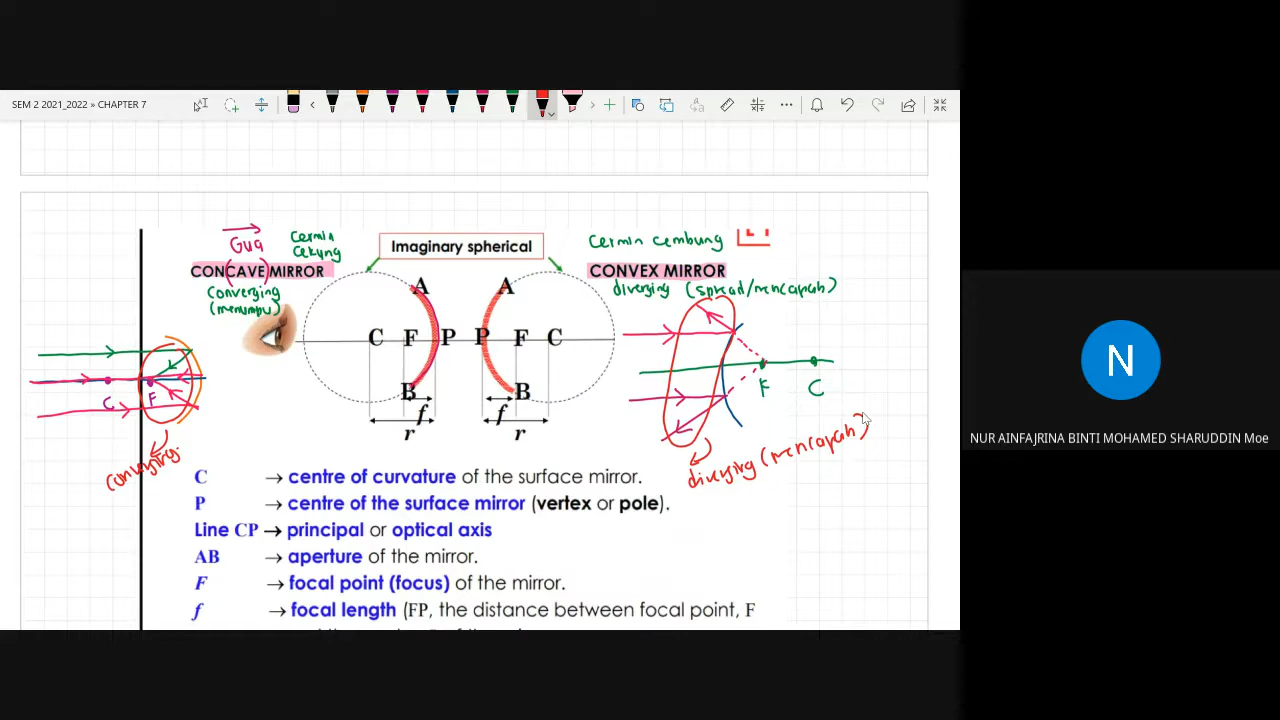 SEM 2 2021_2022 » CHAPTER 7
Gua
Cermin
Cekung
Imaginary spherical
Cermin Cembung
CONCAVE MIRROR
CONVEX MIRROR
Converging
(menumpu)
diverging (spread/mencapah)
A
A
C F P P F C
B
B
f
f
r
r
C F
F C
converging
diverging (mencapah)
C → centre of curvature of the surface mirror.
P → centre of the surface mirror (vertex or pole).
Line CP → principal or optical axis
AB → aperture of the mirror.
F → focal point (focus) of the mirror.
f → focal length (FP, the distance between focal point, F
N
NUR AINFAJRINA BINTI MOHAMED SHARUDDIN Moe